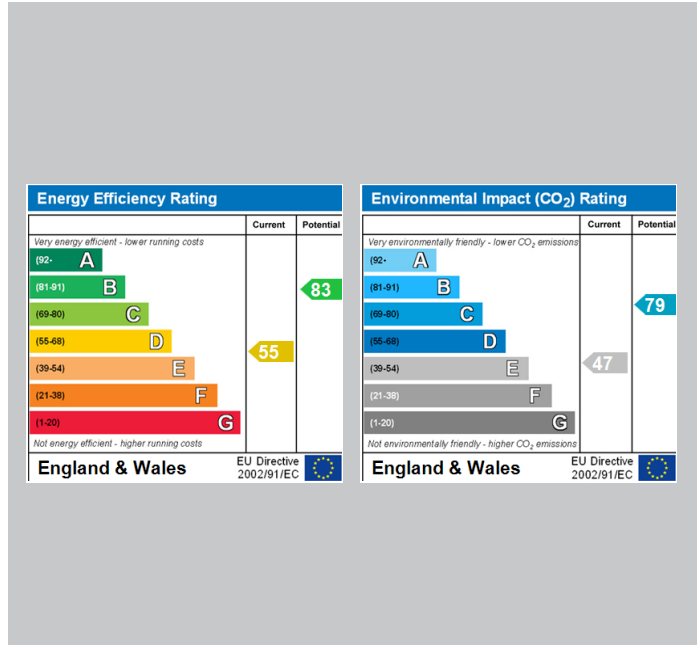 Energy Efficiency Rating
Current Potential
Very energy efficient - lower running costs
(92- A
(81-91) B
83
(69-80) C
(55-68) D
55
(39-54) E
(21-38) F
(1-20) G
Not energy efficient - higher running costs
England & Wales
EU Directive
2002/91/EC
Environmental Impact (CO₂) Rating
Current Potential
Very environmentally friendly - lower CO₂ emissions
(92- A
(81-91) B
79
(69-80) C
(55-68) D
47
(39-54) E
(21-38) F
(1-20) G
Not environmentally friendly - higher CO₂ emissions
England & Wales
EU Directive
2002/91/EC